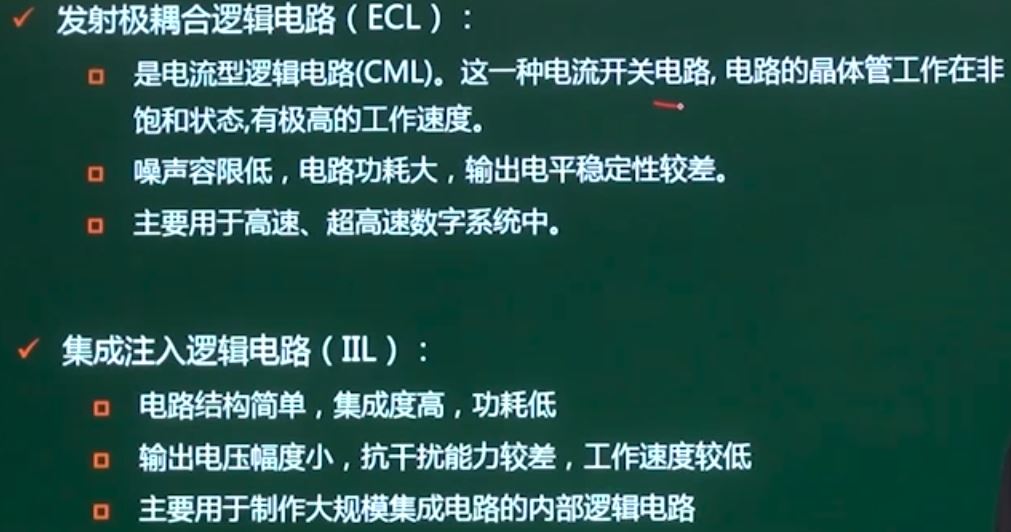 发射极耦合逻辑电路（ECL）：
是电流型逻辑电路(CML)。这一种电流开关电路, 电路的晶体管工作在非
饱和状态,有极高的工作速度。
噪声容限低，电路功耗大，输出电平稳定性较差。
主要用于高速、超高速数字系统中。
集成注入逻辑电路（IIL）：
电路结构简单，集成度高，功耗低
输出电压幅度小，抗干扰能力较差，工作速度较低
主要用于制作大规模集成电路的内部逻辑电路